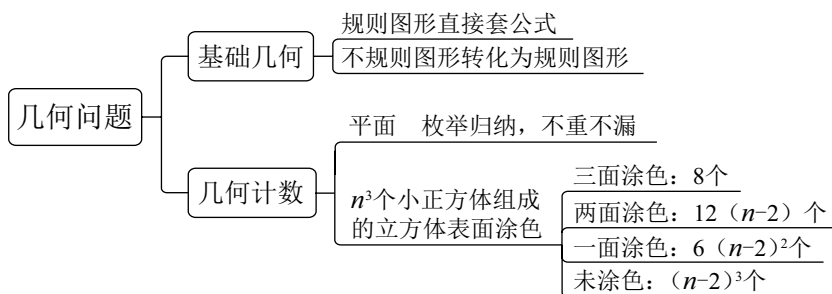 几何问题
基础几何
规则图形直接套公式
不规则图形转化为规则图形
几何计数
平面 枚举归纳，不重不漏
n³个小正方体组成
的立方体表面涂色
三面涂色：8个
两面涂色：12（n-2）个
一面涂色：6（n-2）²个
未涂色：（n-2）³个